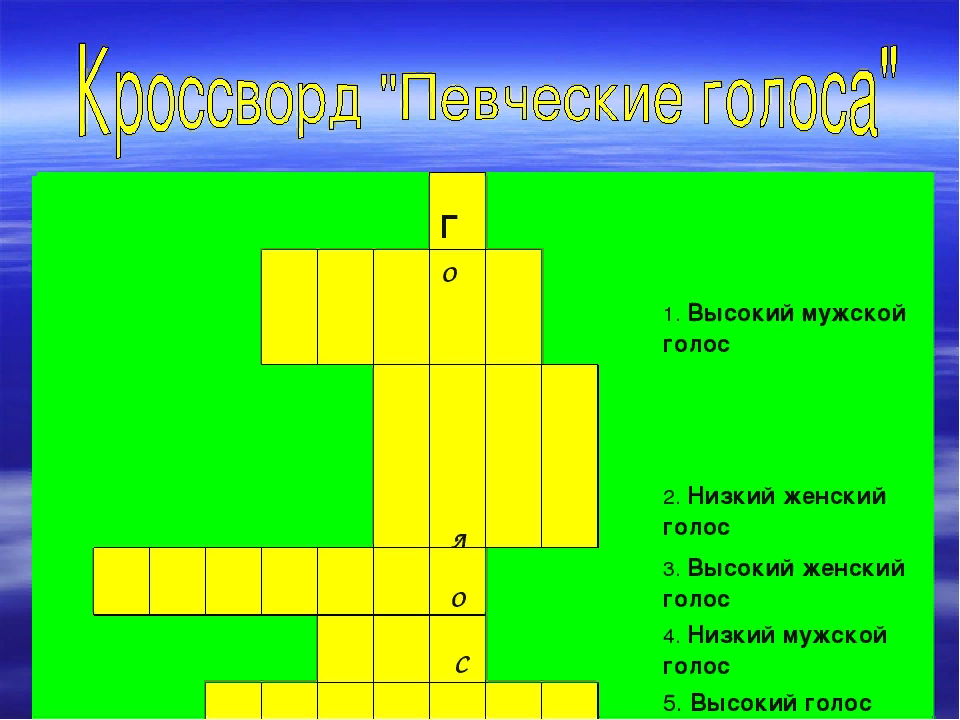 Кроссворд "Певческие голоса"
Г
о
1. Высокий мужской
голос
л
2. Низкий женский
голос
3. Высокий женский
голос
о
4. Низкий мужской
голос
с
5. Высокий голос